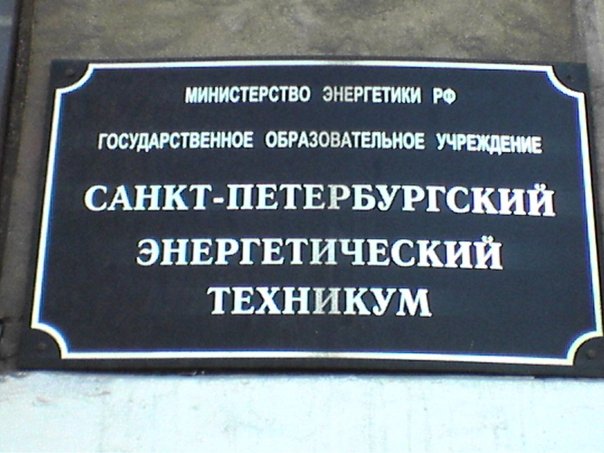 МИНИСТЕРСТВО ЭНЕРГЕТИКИ РФ
ГОСУДАРСТВЕННОЕ ОБРАЗОВАТЕЛЬНОЕ УЧРЕЖДЕНИЕ
САНКТ-ПЕТЕРБУРГСКИЙ
ЭНЕРГЕТИЧЕСКИЙ
ТЕХНИКУМ